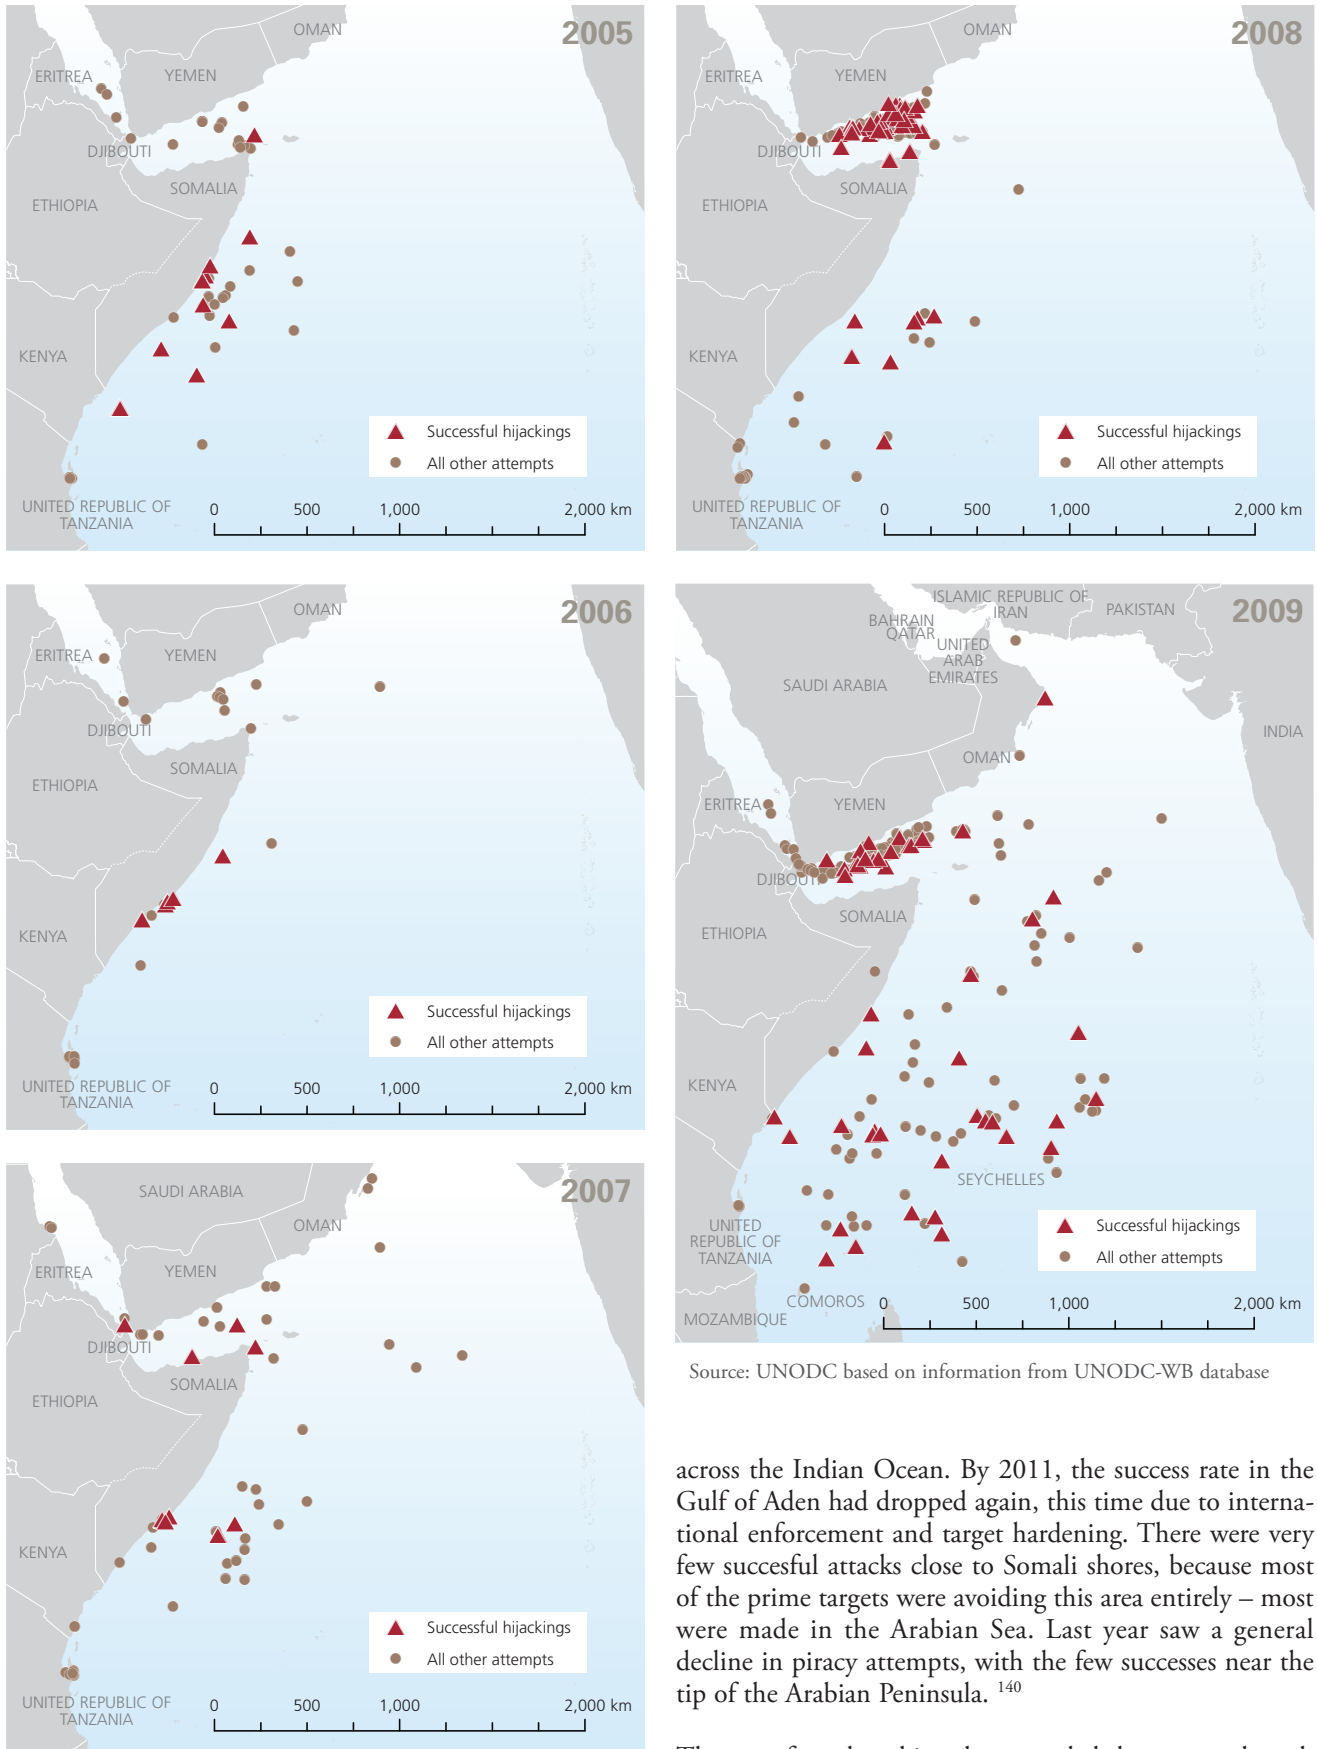 2005
OMAN
ERITREA
YEMEN
DJIBOUTI
SOMALIA
ETHIOPIA
KENYA
Successful hijackings
All other attempts
UNITED REPUBLIC OF
TANZANIA
0 500 1,000 2,000 km
2006
OMAN
ERITREA
YEMEN
DJIBOUTI
SOMALIA
ETHIOPIA
KENYA
Successful hijackings
All other attempts
UNITED REPUBLIC OF
TANZANIA
0 500 1,000 2,000 km
2007
SAUDI ARABIA
OMAN
ERITREA
YEMEN
DJIBOUTI
SOMALIA
ETHIOPIA
KENYA
Successful hijackings
All other attempts
UNITED REPUBLIC OF
TANZANIA
0 500 1,000 2,000 km
2008
OMAN
ERITREA
YEMEN
DJIBOUTI
SOMALIA
ETHIOPIA
KENYA
Successful hijackings
All other attempts
UNITED REPUBLIC OF
TANZANIA
0 500 1,000 2,000 km
2009
ISLAMIC REPUBLIC OF
IRAN
PAKISTAN
BAHRAIN
QATAR
UNITED
ARAB
EMIRATES
SAUDI ARABIA
INDIA
OMAN
ERITREA
YEMEN
DJIBOUTI
SOMALIA
ETHIOPIA
KENYA
SEYCHELLES
UNITED
REPUBLIC OF
TANZANIA
Successful hijackings
All other attempts
COMOROS
MOZAMBIQUE
0 500 1,000 2,000 km
Source: UNODC based on information from UNODC-WB database
across the Indian Ocean. By 2011, the success rate in the
Gulf of Aden had dropped again, this time due to interna-
tional enforcement and target hardening. There were very
few succesful attacks close to Somali shores, because most
of the prime targets were avoiding this area entirely – most
were made in the Arabian Sea. Last year saw a general
decline in piracy attempts, with the few successes near the
tip of the Arabian Peninsula. 140